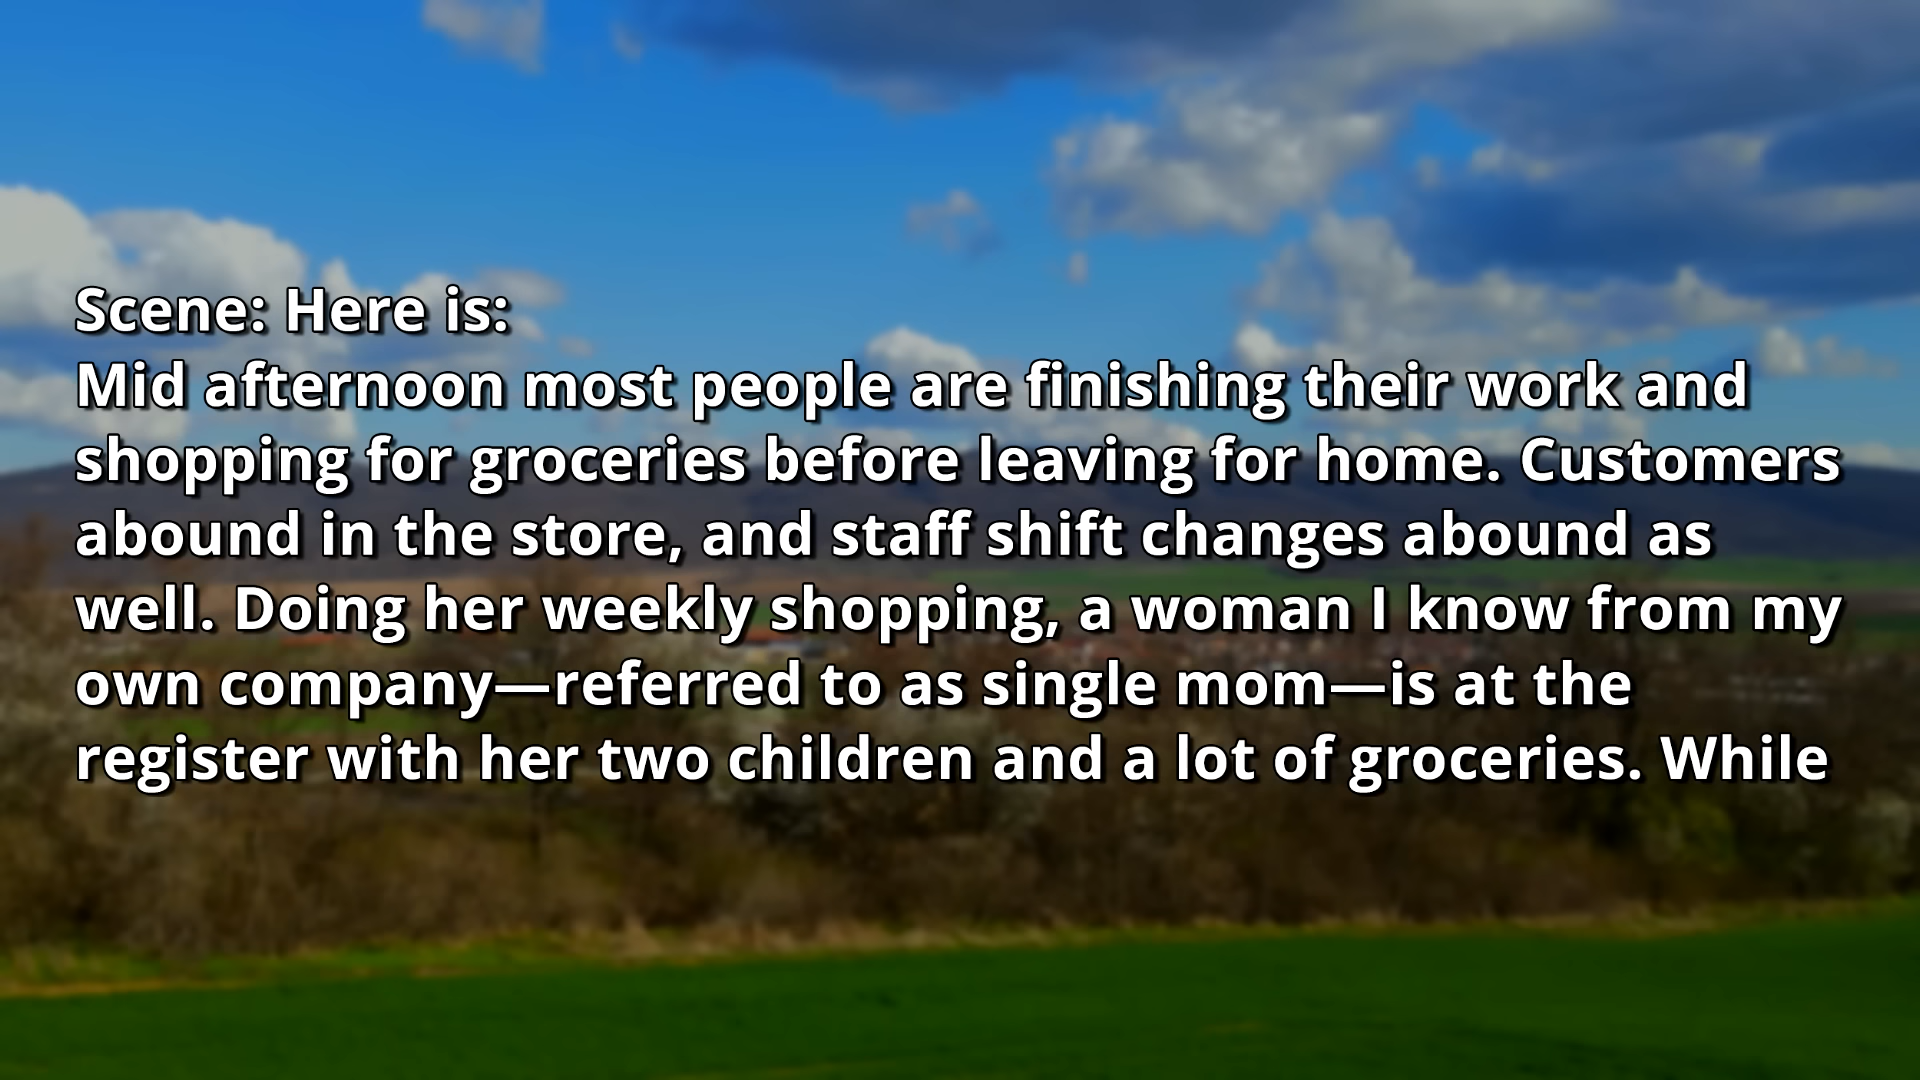 Scene: Here is:
Mid afternoon most people are finishing their work and
shopping for groceries before leaving for home. Customers
abound in the store, and staff shift changes abound as
well. Doing her weekly shopping, a woman I know from my
own company—referred to as single mom—is at the
register with her two children and a lot of groceries. While